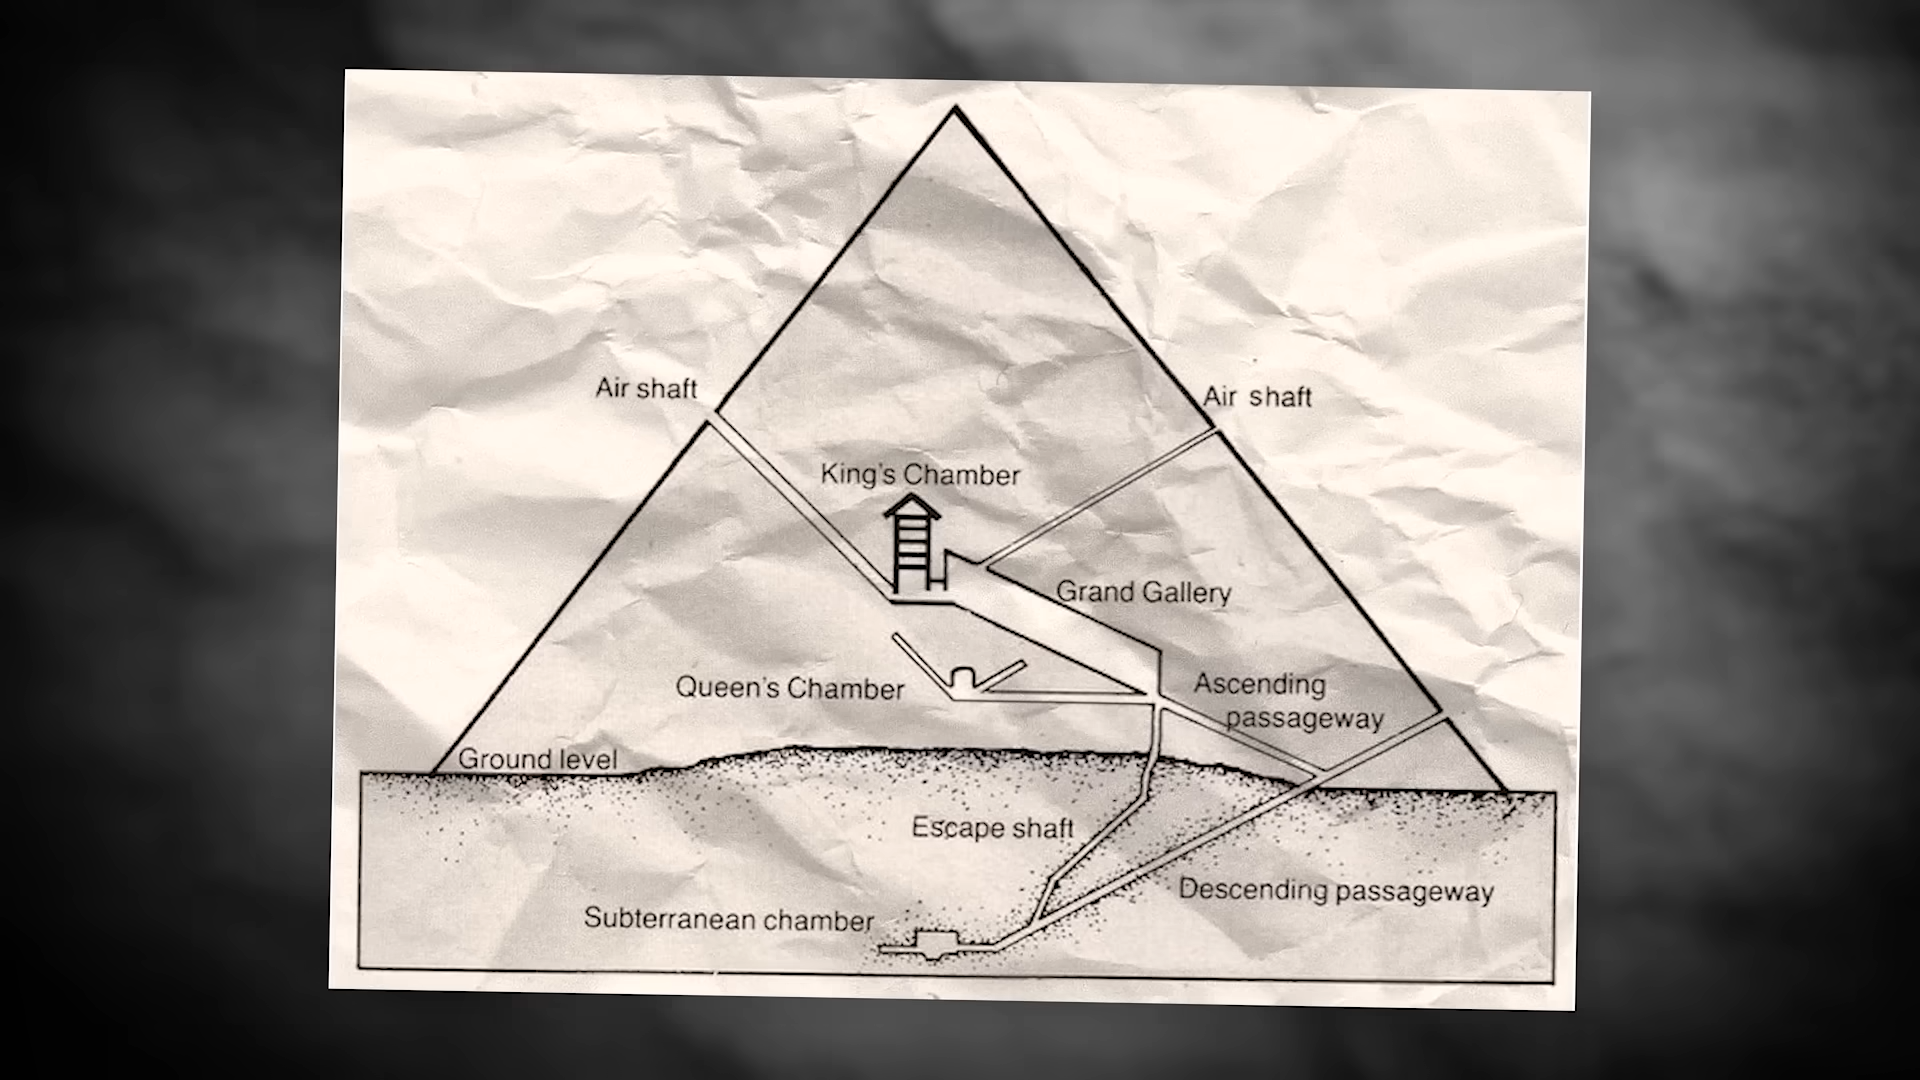 Air shaft
Air shaft
King's Chamber
Grand Gallery
Queen's Chamber
Ascending
passageway
Ground level
Escape shaft
Descending passageway
Subterranean chamber